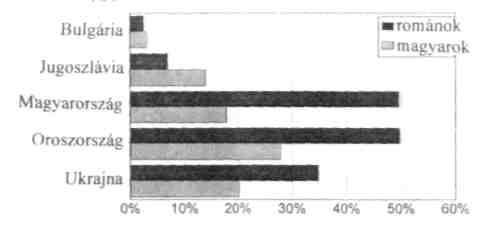 Bulgária
Jugoszlávia
Magyarország
Oroszország
Ukrajna
0% 10% 20% 30% 40% 50% 60%
románok
magyarok